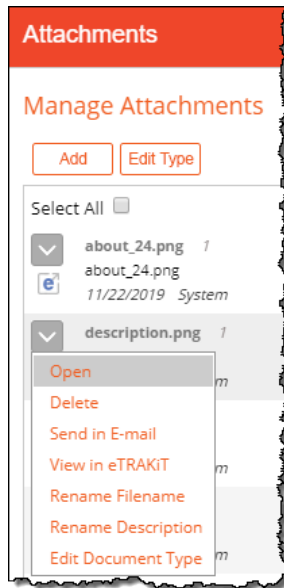 Attachments
Manage Attachments
Add Edit Type
Select All
about_24.png 1
about_24.png
11/22/2019 System
description.png 1
Open
Delete
Send in E-mail
View in eTRAKiT
Rename Filename
Rename Description
Edit Document Type